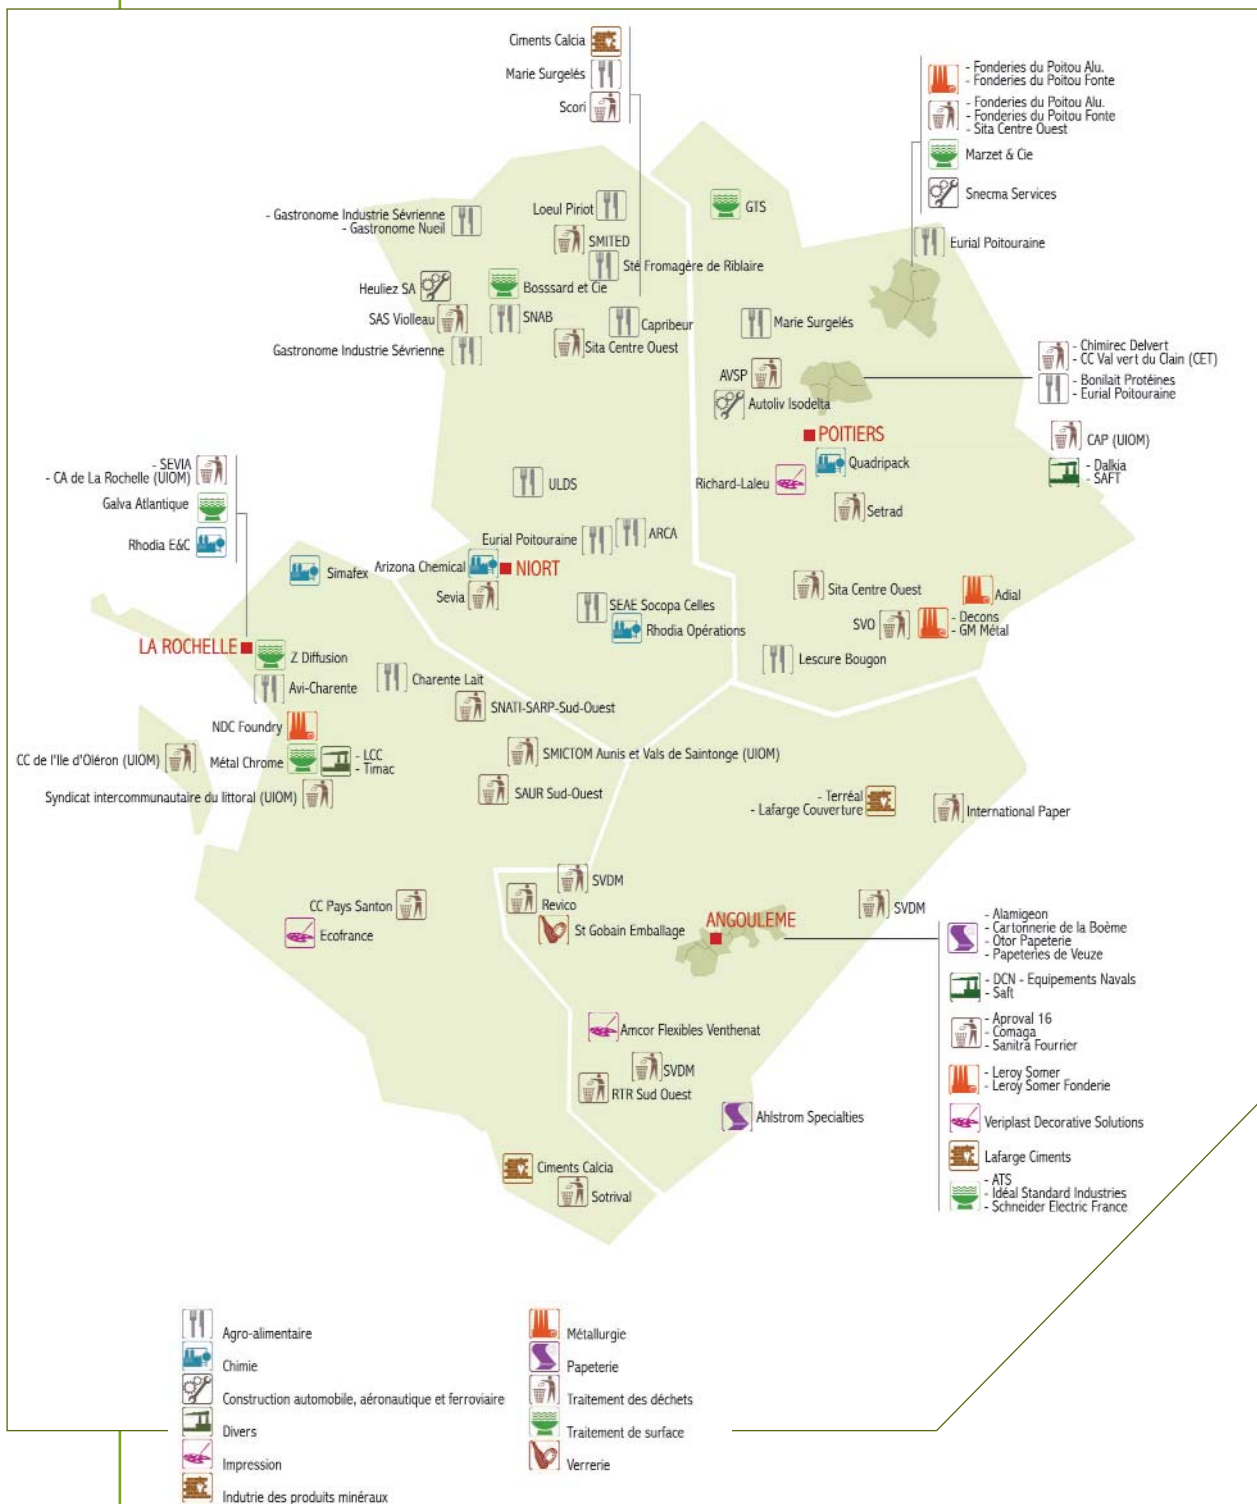 Ciments Calcia
Marie Surgelés
Scori
- Fonderies du Poitou Alu.
- Fonderies du Poitou Fonte
- Fonderies du Poitou Alu.
- Fonderies du Poitou Fonte
- Sita Centre Ouest
Marzet & Cie
Snecma Services
Eurial Poitouraine
- Gastronome Industrie Sévrienne
- Gastronome Nueil
Loeul Piriot
SMITED
Sté Fromagère de Riblaire
GTS
Heuliez SA
Bosssard et Cie
SAS Violleau
SNAB
Capribeur
Gastronome Industrie Sévrienne
Sita Centre Ouest
Marie Surgelés
AVSP
Autoliv Isodelta
- Chimirec Delvert
- CC Val vert du Clain (CET)
- Bonilait Protéines
- Eurial Poitouraine
POITIERS
CAP (UIOM)
- Dalkia
- SAFT
Quadripack
Richard-Laleu
Setrad
- SEVIA
- CA de La Rochelle (UIOM)
Galva Atlantique
Rhodia E&C
ULDS
Eurial Poitouraine
ARCA
Simafex
Arizona Chemical
NIORT
Sevia
SEAE Socopa Celles
Rhodia Opérations
Sita Centre Ouest
Adial
SVO
- Decons
- GM Métal
Lescure Bougon
LA ROCHELLE
Z Diffusion
Avi-Charente
Charente Lait
SNATI-SARP-Sud-Ouest
NDC Foundry
CC de l'Ile d'Oléron (UIOM)
Métal Chrome
- LCC
- Timac
SMICTOM Aunis et Vals de Saintonge (UIOM)
Syndicat intercommunautaire du littoral (UIOM)
SAUR Sud-Ouest
- Terréal
- Lafarge Couverture
International Paper
SVDM
CC Pays Santon
Revico
SVDM
Ecofrance
St Gobain Emballage
ANGOULEME
- Alamigeon
- Cartonnerie de la Boème
- Otor Papeterie
- Papeteries de Veuze
- DCN - Equipements Navals
- Saft
- Aproval 16
- Comaga
- Sanitra Fourrier
- Leroy Somer
- Leroy Somer Fonderie
Veriplast Decorative Solutions
Lafarge Ciments
- ATS
- Idéal Standard Industries
- Schneider Electric France
Amcor Flexibles Venthenat
SVDM
RTR Sud Ouest
Ahlstrom Specialties
Ciments Calcia
Sotrival
Agro-alimentaire
Chimie
Construction automobile, aéronautique et ferroviaire
Divers
Impression
Indutrie des produits minéraux
Métallurgie
Papeterie
Traitement des déchets
Traitement de surface
Verrerie